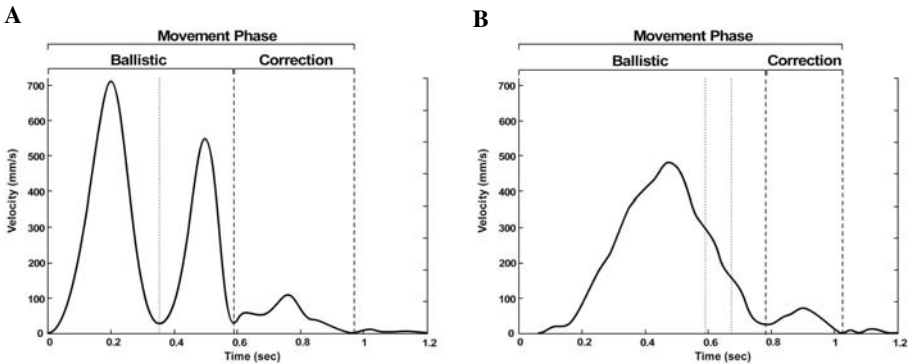 A
Movement Phase
Ballistic
Correction
700
600
500
400
300
200
100
0
Velocity (mm/s)
0
0.2
0.4
0.6
0.8
1
1.2
Time (sec)
B
Movement Phase
Ballistic
Correction
700
600
500
400
300
200
100
0
Velocity (mm/s)
0
0.2
0.4
0.6
0.8
1
1.2
Time (sec)